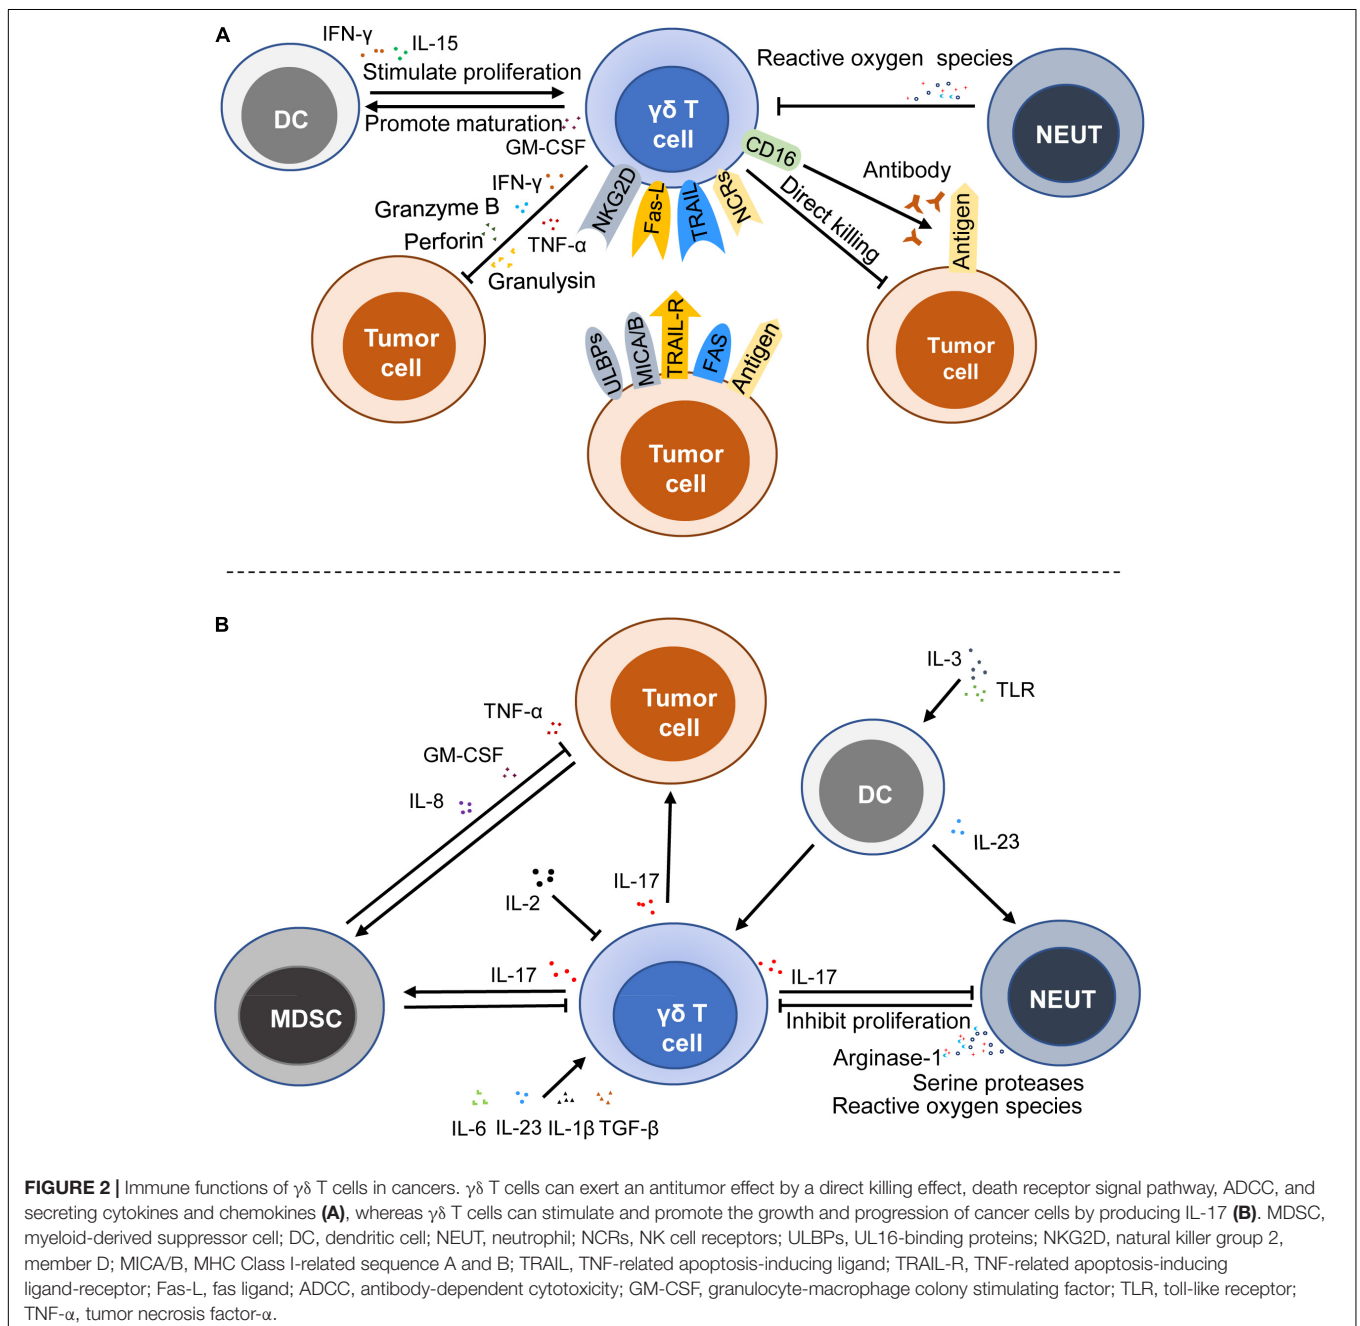 A
IFN-γ
IL-15
Stimulate proliferation
DC
Promote maturation
GM-CSF
γδ T
cell
Reactive oxygen species
NEUT
CD16
Antibody
Antigen
Direct killing
Tumor
cell
IFN-γ
Granzyme B
Perforin
TNF-α
Granulysin
Tumor
cell
NKG2D
Fas-L
TRAIL
NCRs
ULBPs
MICA/B
TRAIL-R
FAS
Antigen
Tumor
cell
B
Tumor
cell
TNF-α
GM-CSF
IL-8
IL-3
TLR
DC
IL-23
IL-2
IL-17
IL-17
MDSC
γδ T
cell
IL-17
Inhibit proliferation
NEUT
Arginase-1
Serine proteases
Reactive oxygen species
IL-6 IL-23 IL-1β TGF-β
FIGURE 2 | Immune functions of γδ T cells in cancers. γδ T cells can exert an antitumor effect by a direct killing effect, death receptor signal pathway, ADCC, and
secreting cytokines and chemokines (A), whereas γδ T cells can stimulate and promote the growth and progression of cancer cells by producing IL-17 (B). MDSC,
myeloid-derived suppressor cell; DC, dendritic cell; NEUT, neutrophil; NCRs, NK cell receptors; ULBPs, UL16-binding proteins; NKG2D, natural killer group 2,
member D; MICA/B, MHC Class I-related sequence A and B; TRAIL, TNF-related apoptosis-inducing ligand; TRAIL-R, TNF-related apoptosis-inducing
ligand-receptor; Fas-L, fas ligand; ADCC, antibody-dependent cytotoxicity; GM-CSF, granulocyte-macrophage colony stimulating factor; TLR, toll-like receptor;
TNF-α, tumor necrosis factor-α.